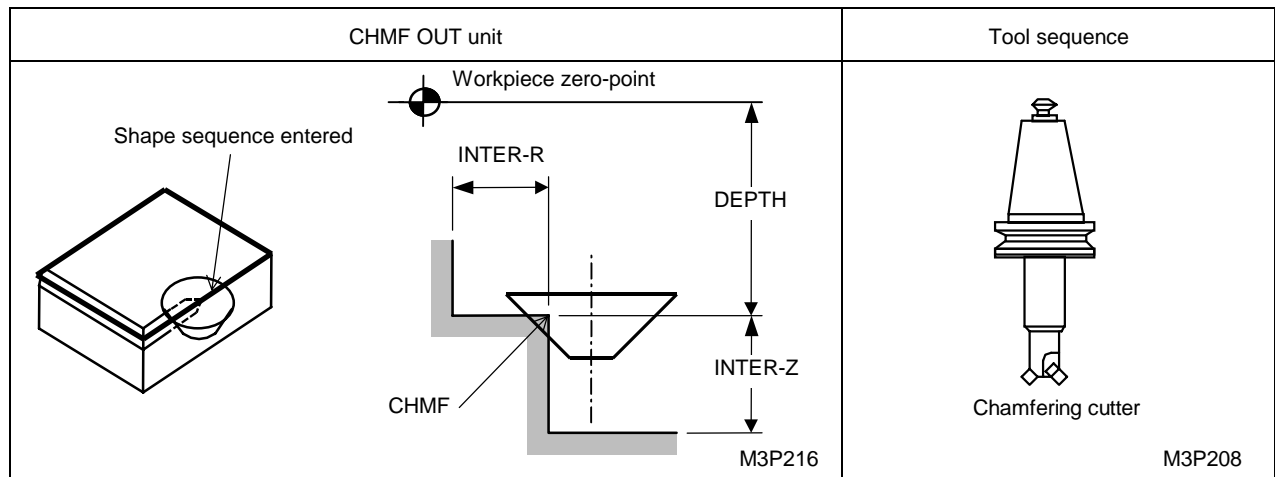 CHMF OUT unit
Tool sequence
Workpiece zero-point
Shape sequence entered
INTER-R
DEPTH
INTER-Z
CHMF
M3P216
Chamfering cutter
M3P208